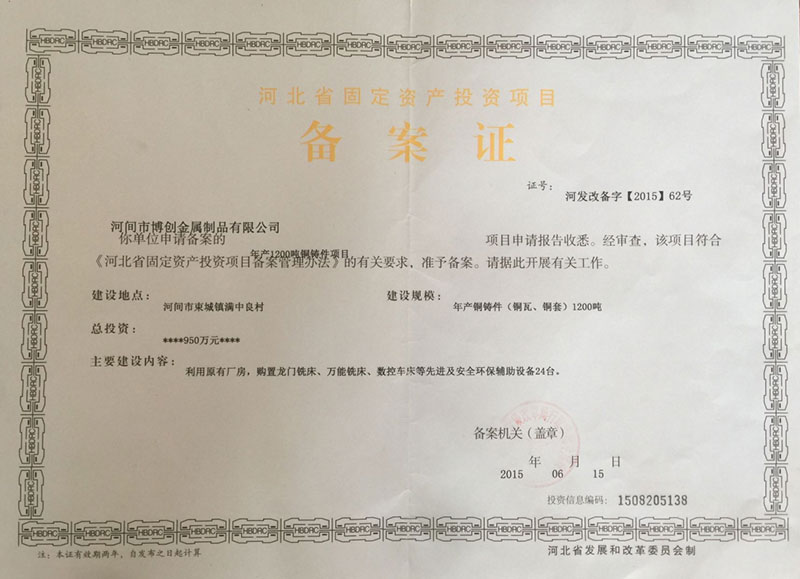 河北省固定资产投资项目
备案证
证号：河发改备字【2015】62号
河间市博创金属制品有限公司
你单位申请备案的 年产1200吨铜铸件项目 项目申请报告收悉。经审查，该项目符合
《河北省固定资产投资项目备案管理办法》的有关要求，准予备案。请据此开展有关工作。
建设地点：河间市束城镇满中良村 建设规模：年产铜铸件（铜瓦、铜套）1200吨
总投资：****950万元****
主要建设内容：利用原有厂房，购置龙门铣床、万能铣床、数控车床等先进及安全环保辅助设备24台。
备案机关（盖章）
2015 年 06 月 15 日
投资信息编码：1508205138
注：本证有效期两年，自发布之日起计算 河北省发展和改革委员会制